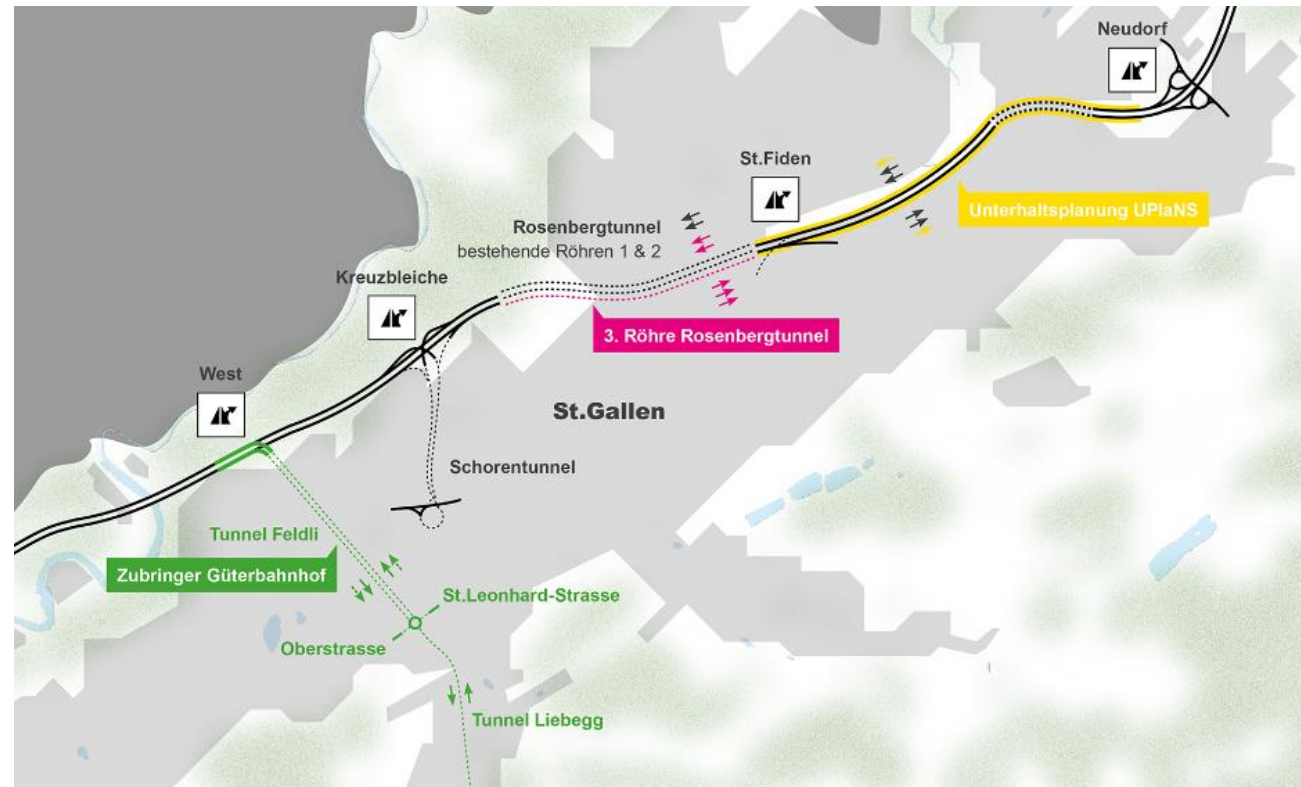 Neudorf
St.Fiden
Unterhaltsplanung UPlaNS
Rosenbergtunnel
bestehende Röhren 1 & 2
Kreuzbleiche
3. Röhre Rosenbergtunnel
West
St.Gallen
Schorentunnel
Tunnel Feldli
Zubringer Güterbahnhof
St.Leonhard-Strasse
Oberstrasse
Tunnel Liebegg